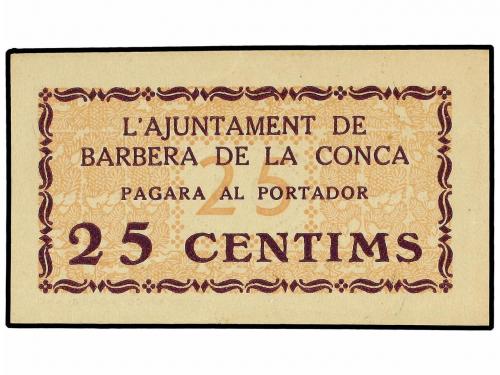 L'AJUNTAMENT DE
BARBERA DE LA CONCA
25
PAGARA AL PORTADOR
25 CENTIMS